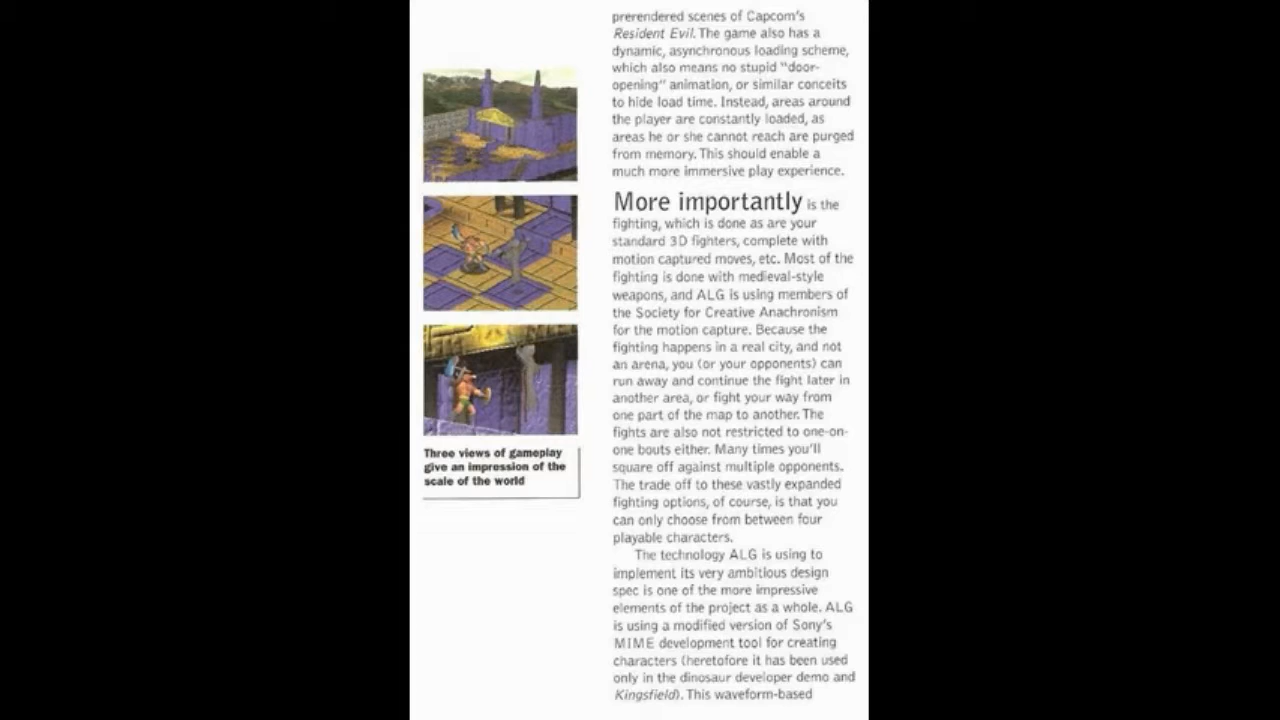 prerendered scenes of Capcom's
Resident Evil. The game also has a
dynamic, asynchronous loading scheme,
which also means no stupid "door-
opening" animation, or similar conceits
to hide load time. Instead, areas around
the player are constantly loaded, as
areas he or she cannot reach are purged
from memory. This should enable a
much more immersive play experience.
More importantly is the
fighting, which is done as are your
standard 3D fighters, complete with
motion captured moves, etc. Most of the
fighting is done with medieval-style
weapons, and ALG is using members of
the Society for Creative Anachronism
for the motion capture. Because the
fighting happens in a real city, and not
an arena, you (or your opponents) can
run away and continue the fight later in
another area, or fight your way from
one part of the map to another. The
fights are also not restricted to one-on-
one bouts either. Many times you'll
square off against multiple opponents.
The trade off to these vastly expanded
fighting options, of course, is that you
can only choose from between four
playable characters.
The technology ALG is using to
implement its very ambitious design
spec is one of the more impressive
elements of the project as a whole. ALG
is using a modified version of Sony's
MIME development tool for creating
characters (heretofore it has been used
only in the dinosaur developer demo and
Kingsfield). This waveform-based
Three views of gameplay
give an impression of the
scale of the world